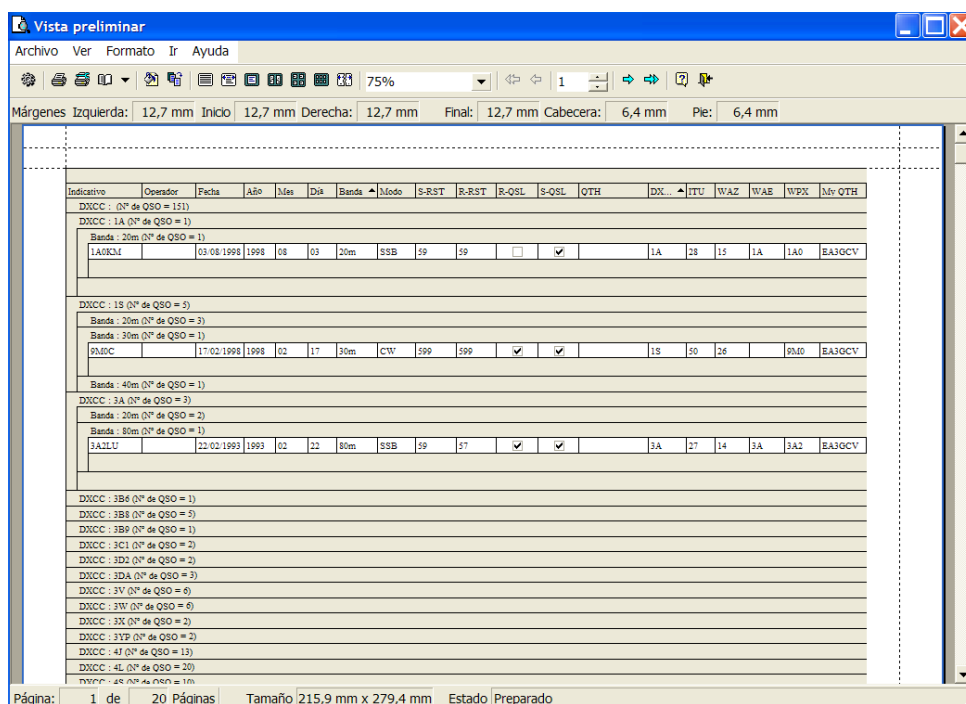 Vista preliminar
Archivo Ver Formato Ir Ayuda
75% 1
Márgenes Izquierda: 12,7 mm Inicio 12,7 mm Derecha: 12,7 mm Final: 12,7 mm Cabecera: 6,4 mm Pie: 6,4 mm
Indicativo Operador Fecha Año Mes Día Banda Modo S-RST R-RST R-QSL S-QSL QTH DX... ITU WAZ WAE WPX My QTH
DXCC : (Nº de QSO = 151)
DXCC : 1A (Nº de QSO = 1)
Banda : 20m (Nº de QSO = 1)
1A0KM 03/08/1998 1998 08 03 20m SSB 59 59 1A 28 15 1A 1A0 EA3GCV
DXCC : 1S (Nº de QSO = 5)
Banda : 20m (Nº de QSO = 3)
Banda : 30m (Nº de QSO = 1)
9M0C 17/02/1998 1998 02 17 30m CW 599 599 1S 50 26 9M0 EA3GCV
Banda : 40m (Nº de QSO = 1)
DXCC : 3A (Nº de QSO = 3)
Banda : 20m (Nº de QSO = 2)
Banda : 80m (Nº de QSO = 1)
3A2LU 22/02/1993 1993 02 22 80m SSB 59 57 3A 27 14 3A 3A2 EA3GCV
DXCC : 3B6 (Nº de QSO = 1)
DXCC : 3B8 (Nº de QSO = 5)
DXCC : 3B9 (Nº de QSO = 1)
DXCC : 3C1 (Nº de QSO = 2)
DXCC : 3D2 (Nº de QSO = 2)
DXCC : 3DA (Nº de QSO = 3)
DXCC : 3V (Nº de QSO = 6)
DXCC : 3W (Nº de QSO = 6)
DXCC : 3X (Nº de QSO = 2)
DXCC : 3YP (Nº de QSO = 2)
DXCC : 4J (Nº de QSO = 13)
DXCC : 4L (Nº de QSO = 20)
DXCC : 4S (Nº de QSO = 10)
Página: 1 de 20 Páginas Tamaño 215,9 mm x 279,4 mm Estado Preparado